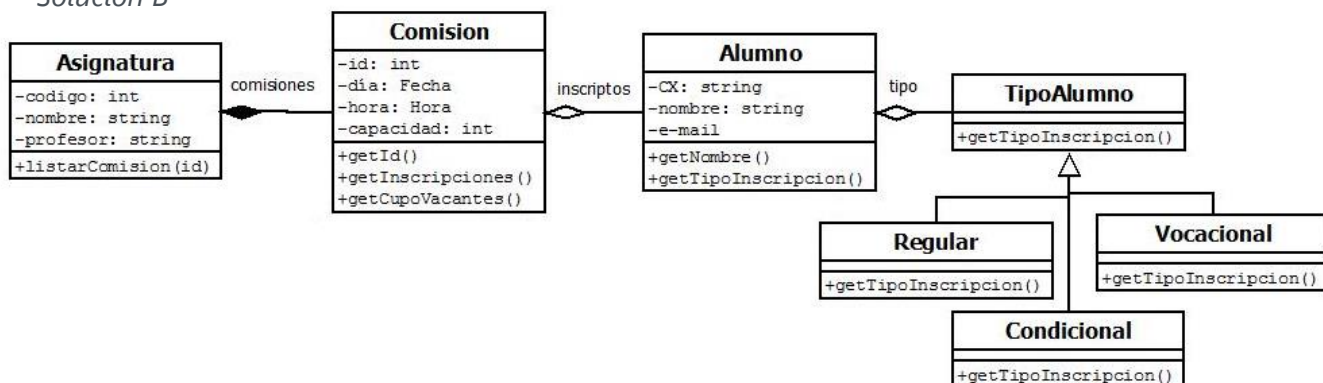 Solución B
Asignatura
-codigo: int
-nombre: string
-profesor: string
+listarComision(id)
comisiones
Comision
-id: int
-día: Fecha
-hora: Hora
-capacidad: int
+getId()
+getInscripciones()
+getCupoVacantes()
inscriptos
Alumno
-CX: string
-nombre: string
-e-mail
+getNombre()
+getTipoInscripcion()
tipo
TipoAlumno
+getTipoInscripcion()
Regular
+getTipoInscripcion()
Vocacional
+getTipoInscripcion()
Condicional
+getTipoInscripcion()